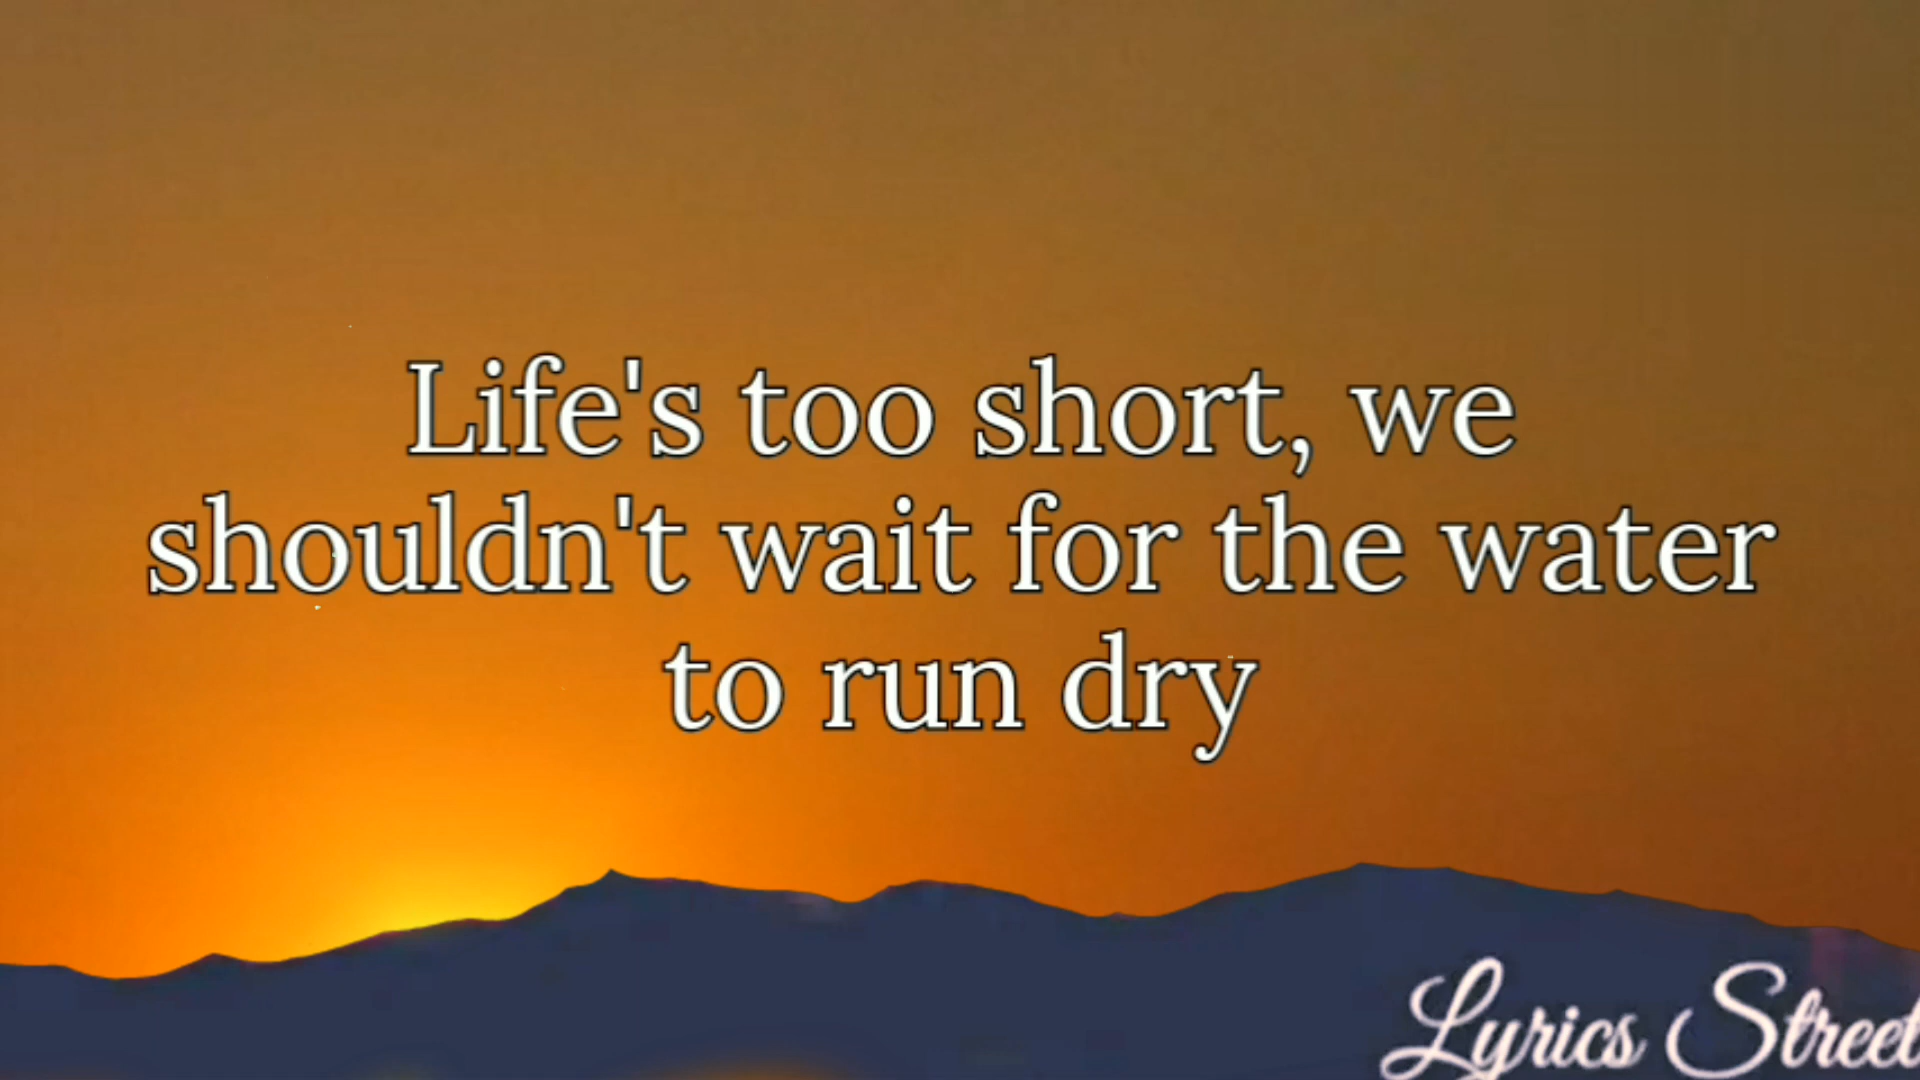 Life's too short, we
shouldn't wait for the water
to run dry
Lyrics Street